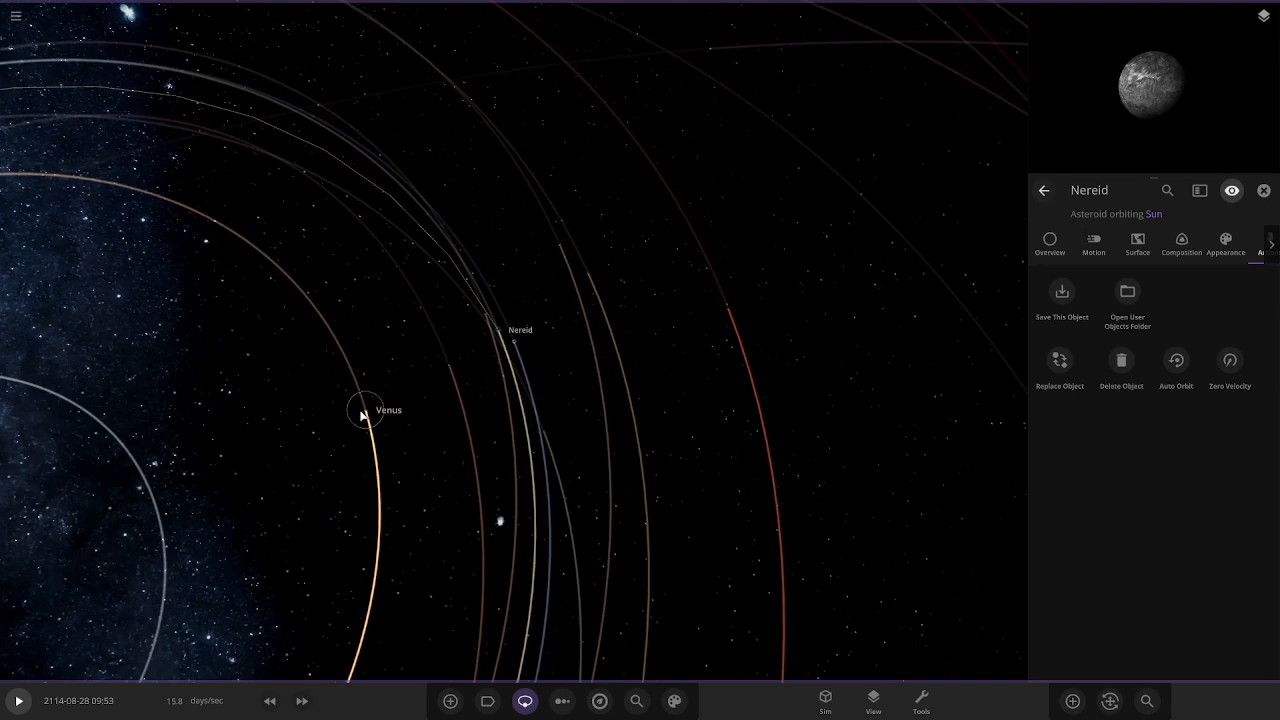 Nereid
Asteroid orbiting Sun
Overview Motion Surface Composition Appearance
Save This Object
Open User
Objects Folder
Nereid
Replace Object Delete Object Auto Orbit Zero Velocity
Venus
2114-08-28 09:53 15.8 days/sec Sim View Tools